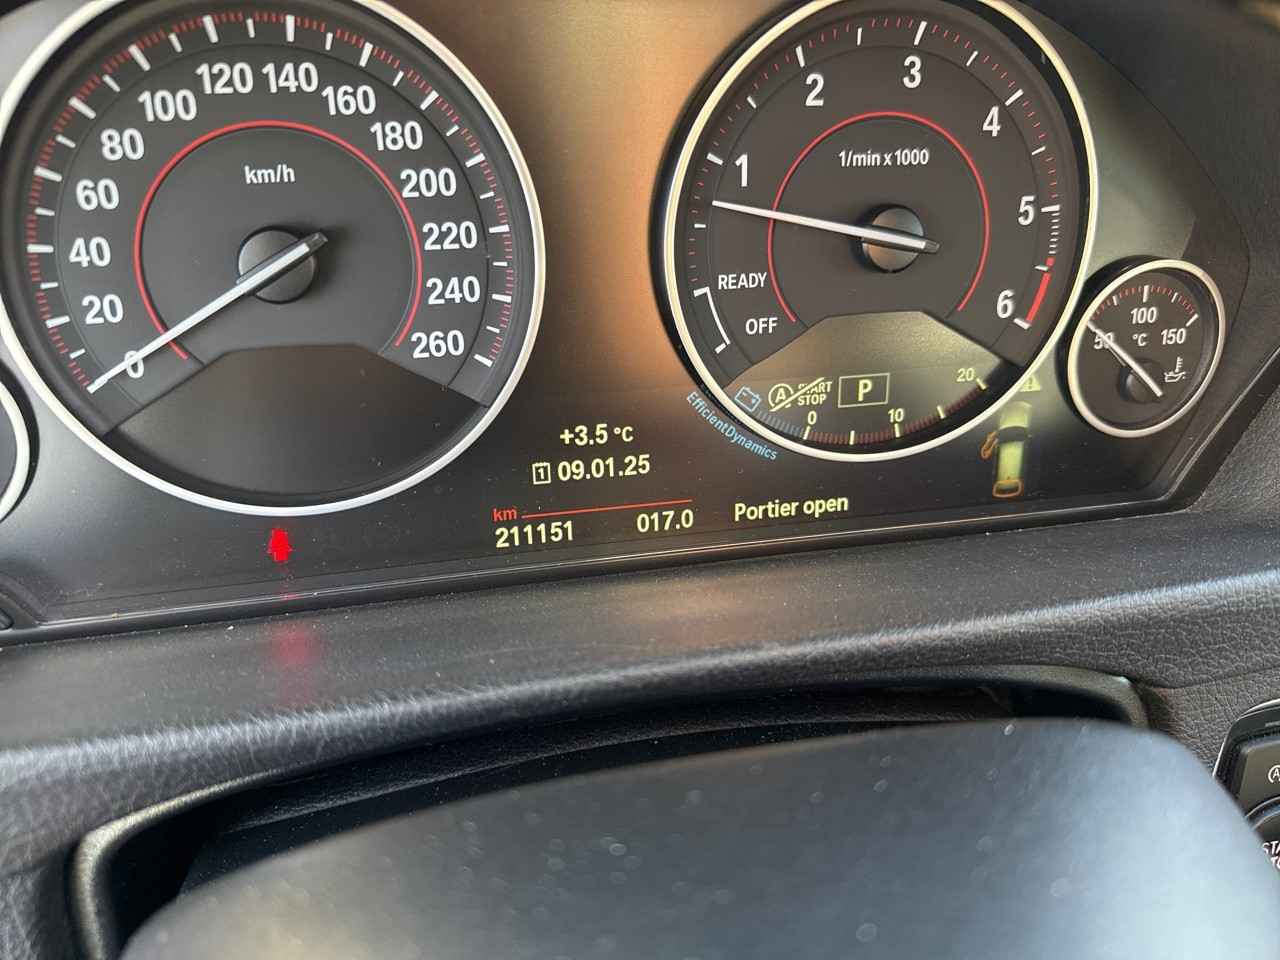 0
20
40
60
80
100
120
140
160
180
200
220
240
260
km/h
1
2
3
4
5
6
1/min x 1000
READY
OFF
A START STOP
P
0
10
20
EfficientDynamics
50
100
150
°C
+3.5 °C
1 09.01.25
km
211151 017.0
Portier open
A